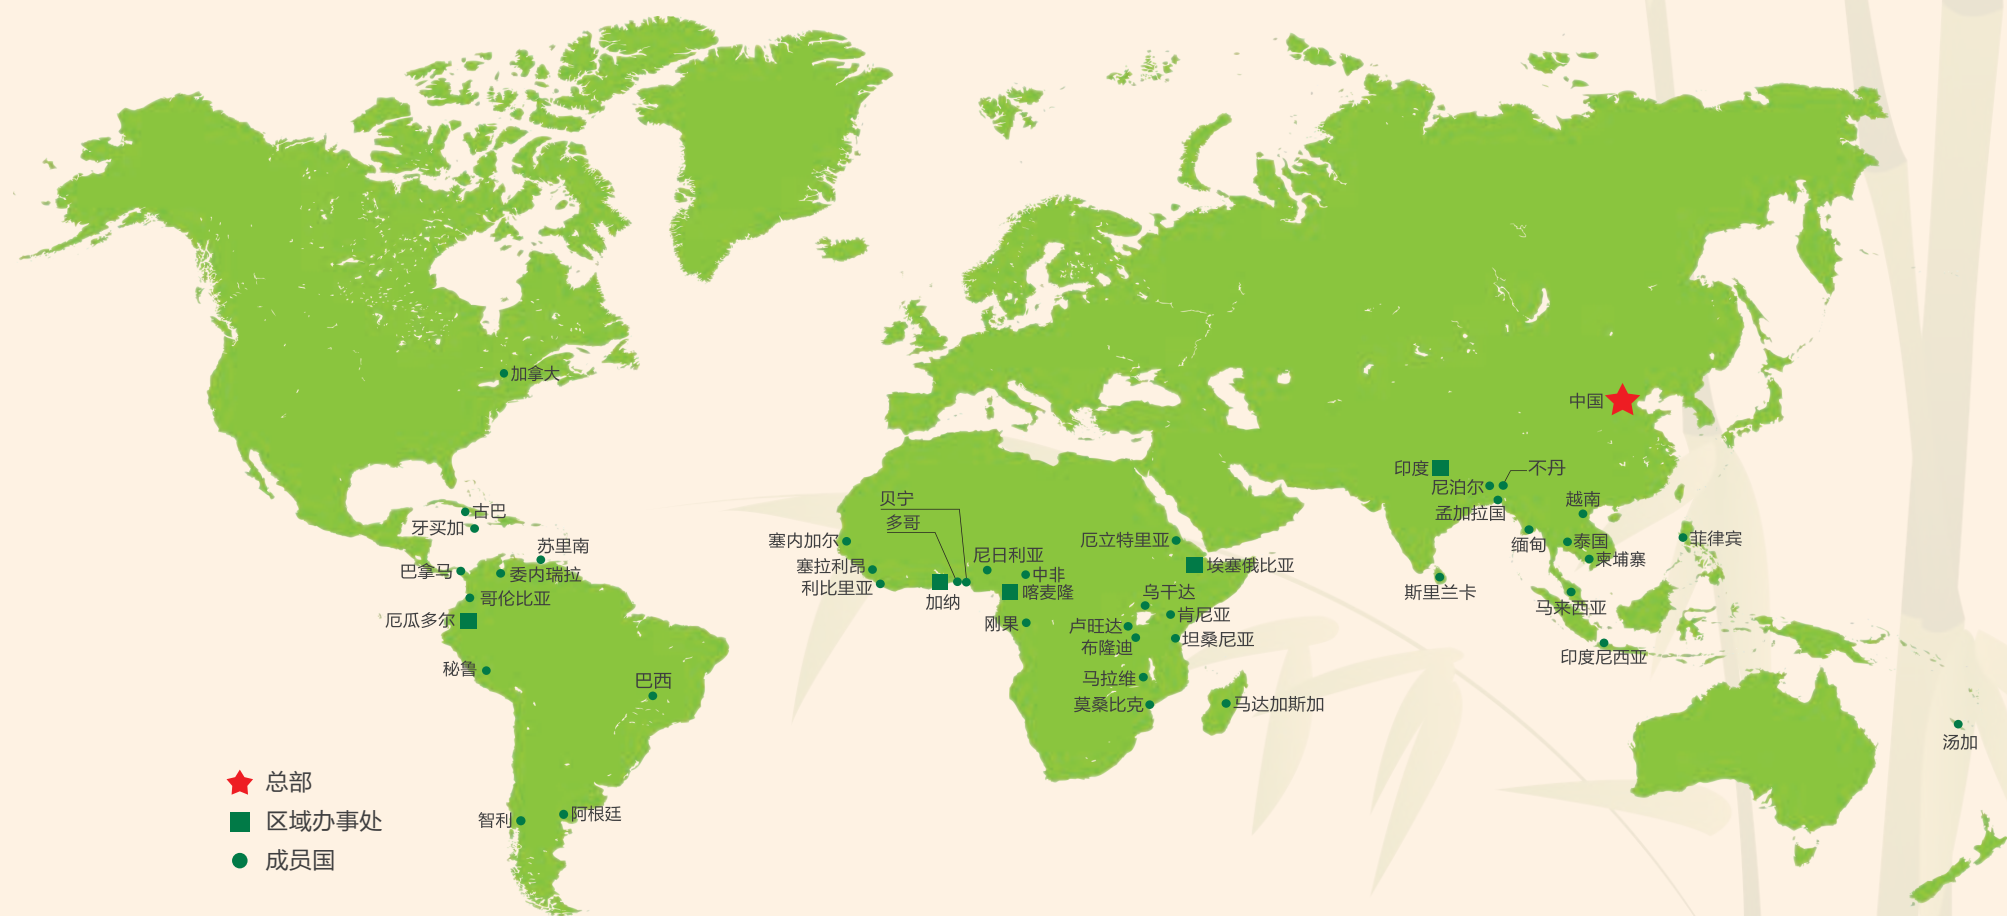 加拿大
中国
印度
不丹
尼泊尔
孟加拉国
越南
古巴
牙买加
贝宁
多哥
塞内加尔
厄立特里亚
缅甸
泰国
菲律宾
柬埔寨
苏里南
尼日利亚
巴拿马
委内瑞拉
塞拉利昂
中非
埃塞俄比亚
利比里亚
加纳
喀麦隆
乌干达
斯里兰卡
哥伦比亚
马来西亚
厄瓜多尔
刚果
卢旺达
肯尼亚
布隆迪
坦桑尼亚
印度尼西亚
秘鲁
巴西
马拉维
莫桑比克
马达加斯加
汤加
总部
区域办事处
成员国
智利
阿根廷